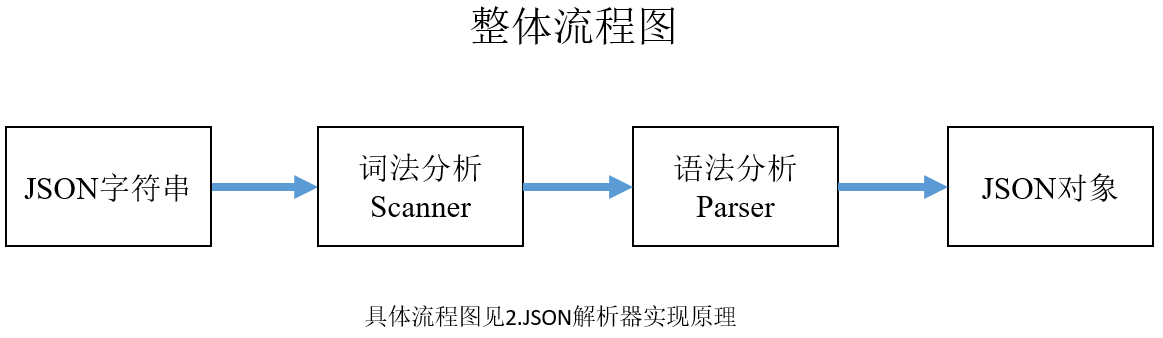 整体流程图
JSON字符串
词法分析
Scanner
语法分析
Parser
JSON对象
具体流程图见2.JSON解析器实现原理